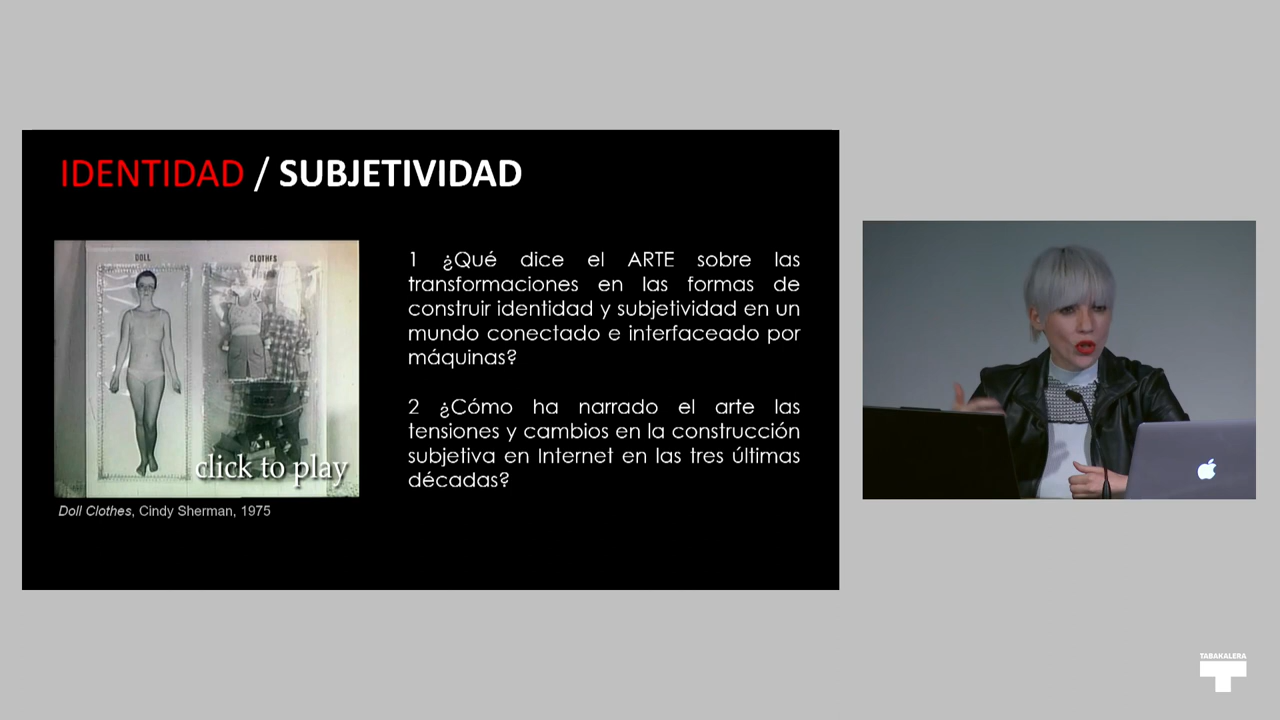 IDENTIDAD / SUBJETIVIDAD
DOLL
CLOTHES
click to play
Doll Clothes, Cindy Sherman, 1975
1 ¿Qué dice el ARTE sobre las
transformaciones en las formas de
construir identidad y subjetividad en un
mundo conectado e interfaceado por
máquinas?
2 ¿Cómo ha narrado el arte las
tensiones y cambios en la construcción
subjetiva en Internet en las tres últimas
décadas?
TABAKALERA